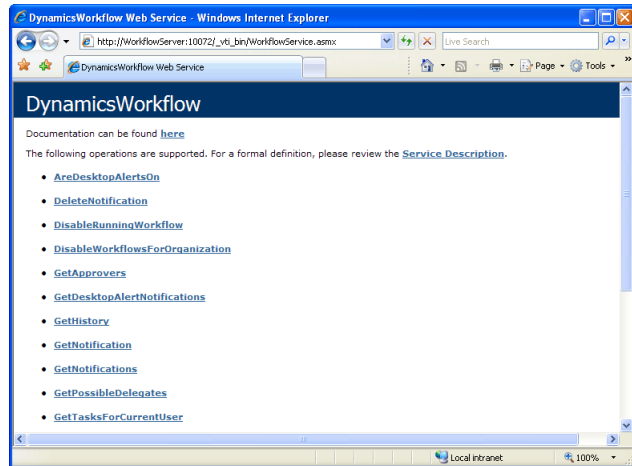 DynamicsWorkflow Web Service - Windows Internet Explorer
http://WorkflowServer:10072/_vti_bin/WorkflowService.asmx
Live Search
DynamicsWorkflow Web Service
Page
Tools
»
DynamicsWorkflow
Documentation can be found here
The following operations are supported. For a formal definition, please review the Service Description.
• AreDesktopAlertsOn
• DeleteNotification
• DisableRunningWorkflow
• DisableWorkflowsForOrganization
• GetApprovers
• GetDesktopAlertNotifications
• GetHistory
• GetNotification
• GetNotifications
• GetPossibleDelegates
• GetTasksForCurrentUser
Local intranet
100%